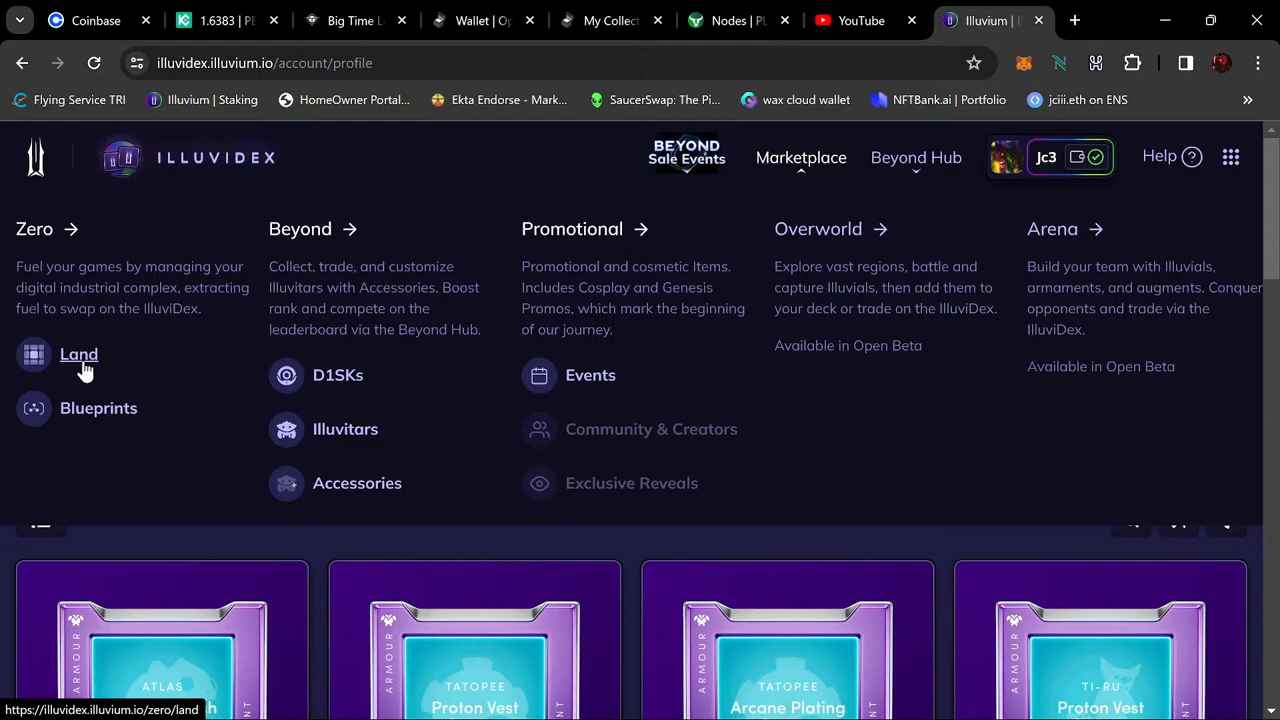 Coinbase
1.6383 | PE
Big Time L
Wallet | Op
My Collect
Nodes | PL
YouTube
Illuvium | I
illuvidex.illuvium.io/account/profile
Flying Service TRI
Illuvium | Staking
HomeOwner Portal...
Ekta Endorse - Mark...
SaucerSwap: The Pi...
wax cloud wallet
NFTBank.ai | Portfolio
jciii.eth on ENS
ILLUVIDEX
BEYOND
Sale Events
Marketplace
Beyond Hub
Jc3
Help
Zero
Fuel your games by managing your
digital industrial complex, extracting
fuel to swap on the IlluviDex.
Land
Blueprints
Beyond
Collect, trade, and customize
Illuvitars with Accessories. Boost
rank and compete on the
leaderboard via the Beyond Hub.
D1SKs
Illuvitars
Accessories
Promotional
Promotional and cosmetic Items.
Includes Cosplay and Genesis
Promos, which mark the beginning
of our journey.
Events
Community & Creators
Exclusive Reveals
Overworld
Explore vast regions, battle and
capture Illuvials, then add them to
your deck or trade on the IlluviDex.
Available in Open Beta
Arena
Build your team with Illuvials,
armaments, and augments. Conquer
opponents and trade via the
IlluviDex.
Available in Open Beta
ARMOUR
ATLAS
ARMOUR
TATOPEE
Proton Vest
ARMOUR
TATOPEE
Arcane Plating
ARMOUR
TI-RU
Proton Vest
https://illuvidex.illuvium.io/zero/land